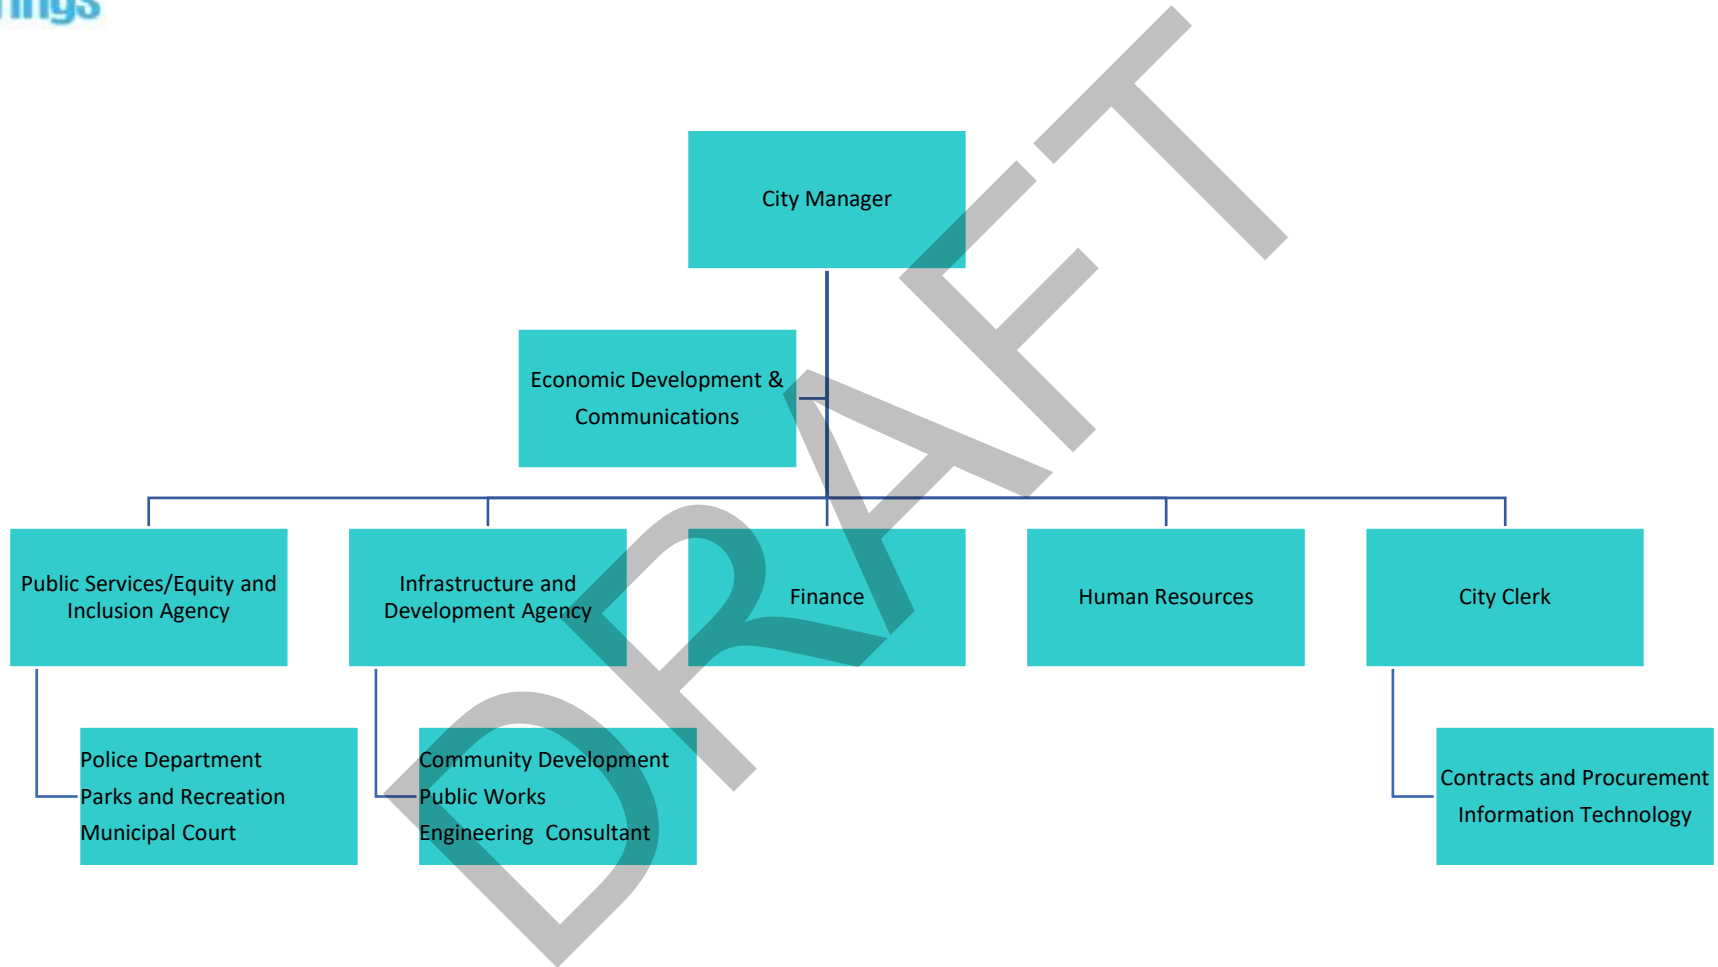 City Manager
Economic Development &
Communications
Public Services/Equity and
Inclusion Agency
Infrastructure and
Development Agency
Finance
Human Resources
City Clerk
Police Department
Parks and Recreation
Municipal Court
Community Development
Public Works
Engineering  Consultant
Contracts and Procurement
Information Technology
DRAFT